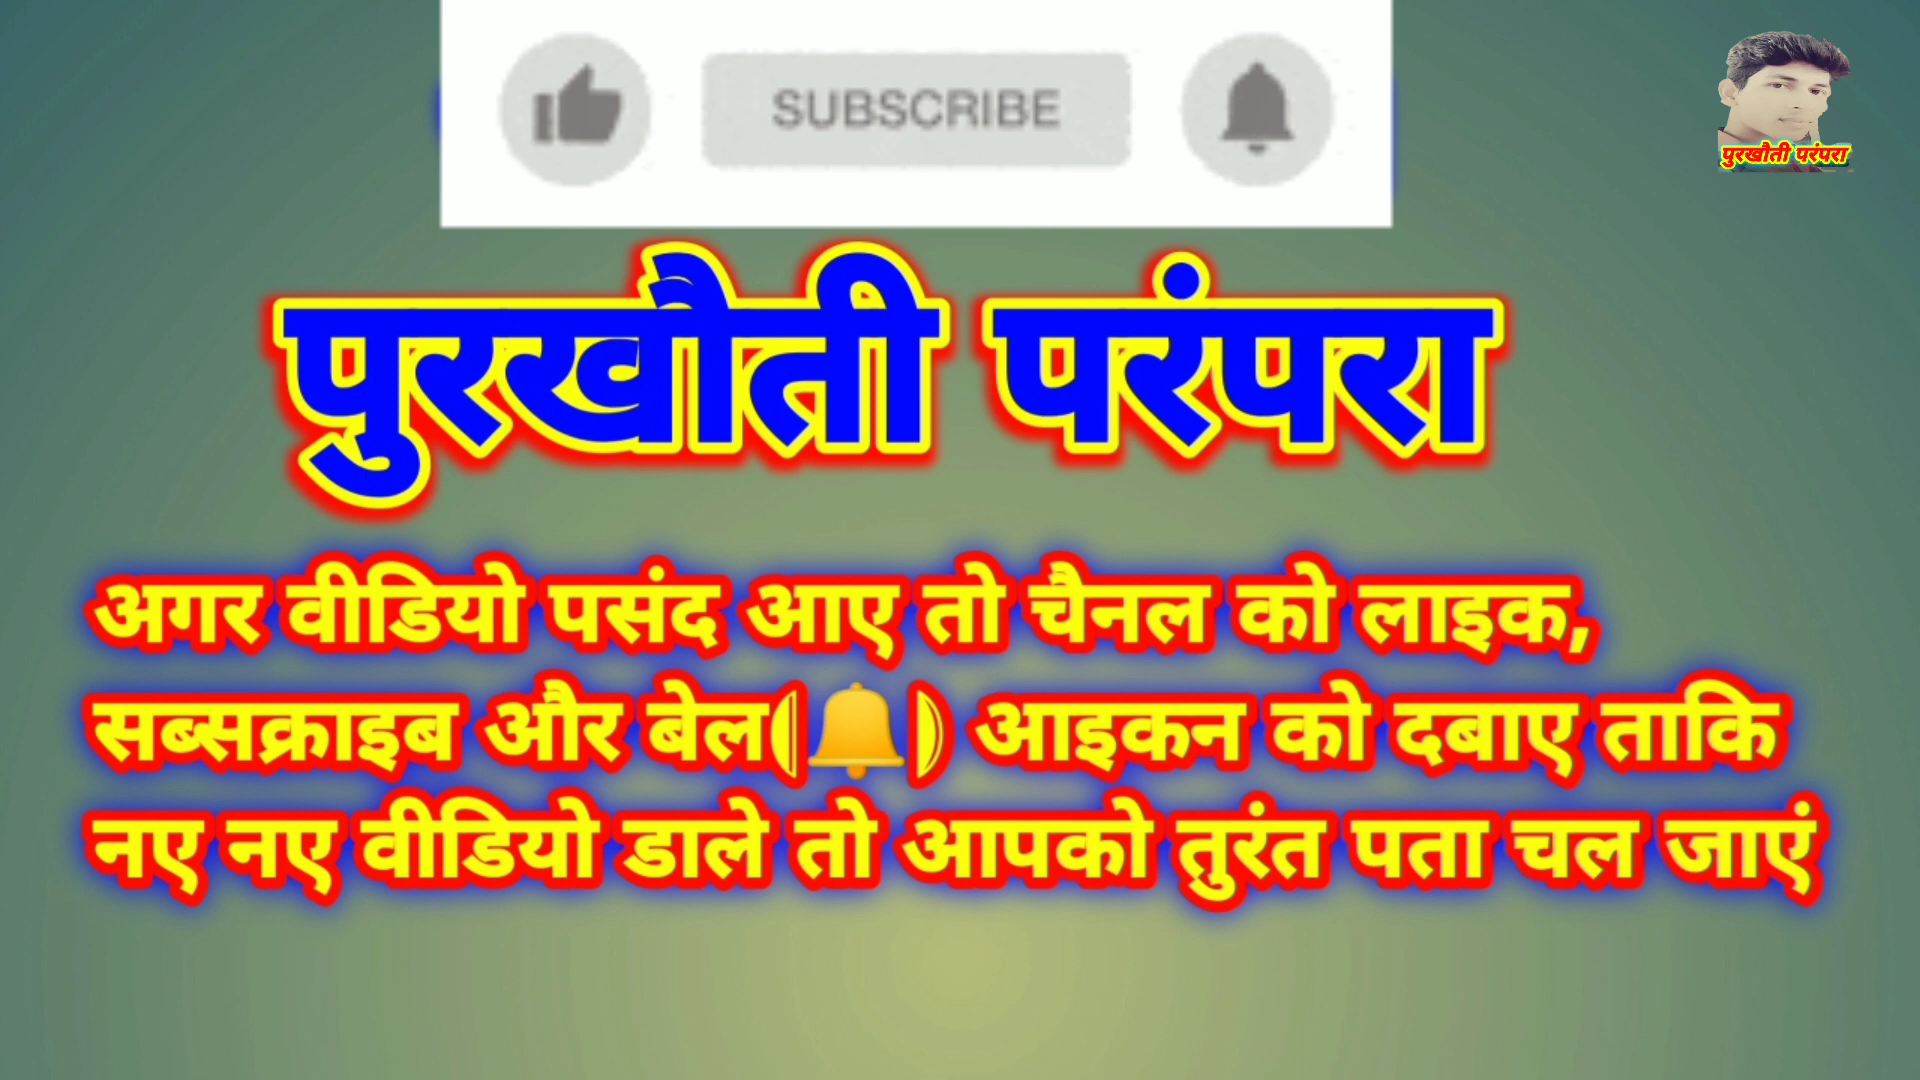 SUBSCRIBE
पुरखौती परंपरा
पुरखौती परंपरा
अगर वीडियो पसंद आए तो चैनल को लाइक,
सब्सक्राइब और बेल(🔔) आइकन को दबाए ताकि
नए नए वीडियो डाले तो आपको तुरंत पता चल जाएं